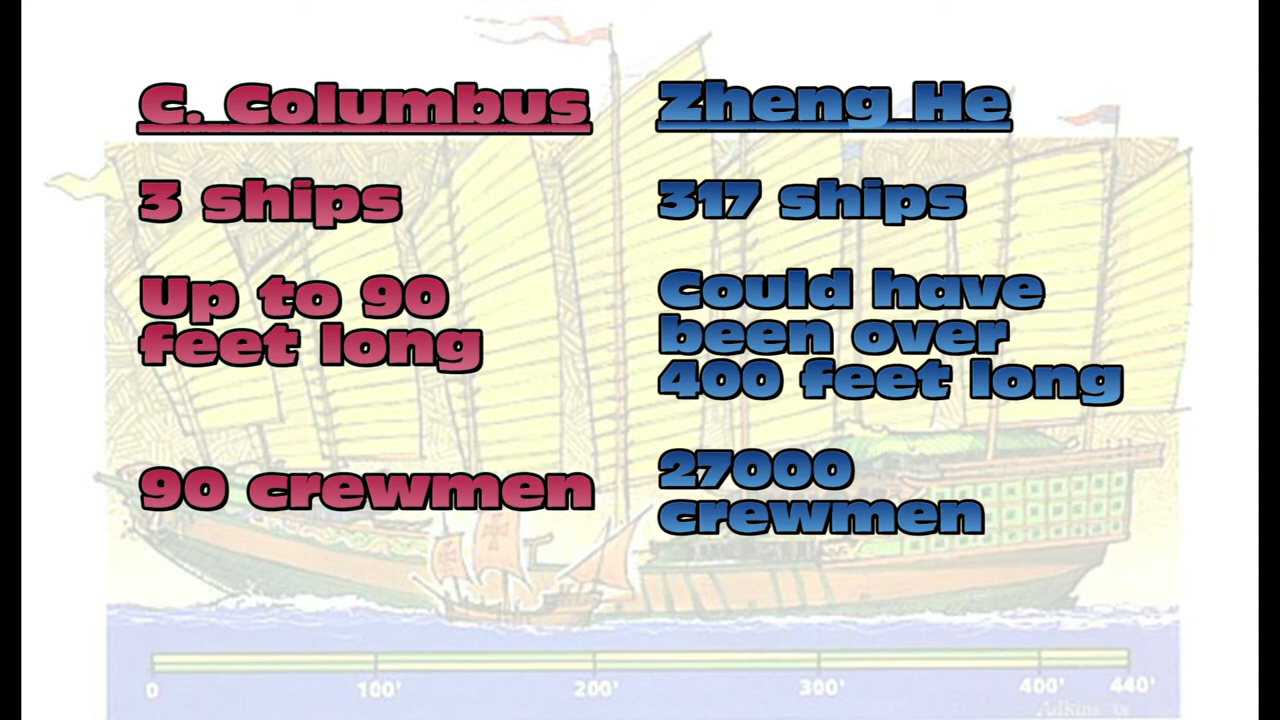 C. Columbus
3 ships
Up to 90
feet long
90 crewmen
Zheng He
317 ships
Could have
been over
400 feet long
27000
crewmen
0 100' 200' 300' 400' 440'
Adkins